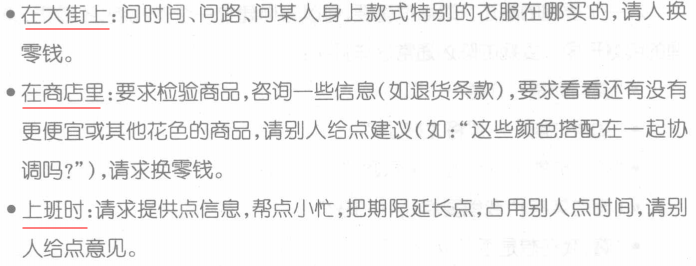 ●在大街上:问时间、问路、问某人身上款式特别的衣服在哪买的,请人换
零钱。
●在商店里:要求检验商品,咨询一些信息(如退货条款),要求看看还有没有
更便宜或其他花色的商品,请别人给点建议(如:“这些颜色搭配在一起协
调吗?”),请求换零钱。
●上班时:请求提供点信息,帮点小忙,把期限延长点,占用别人点时间,请别
人给点意见。